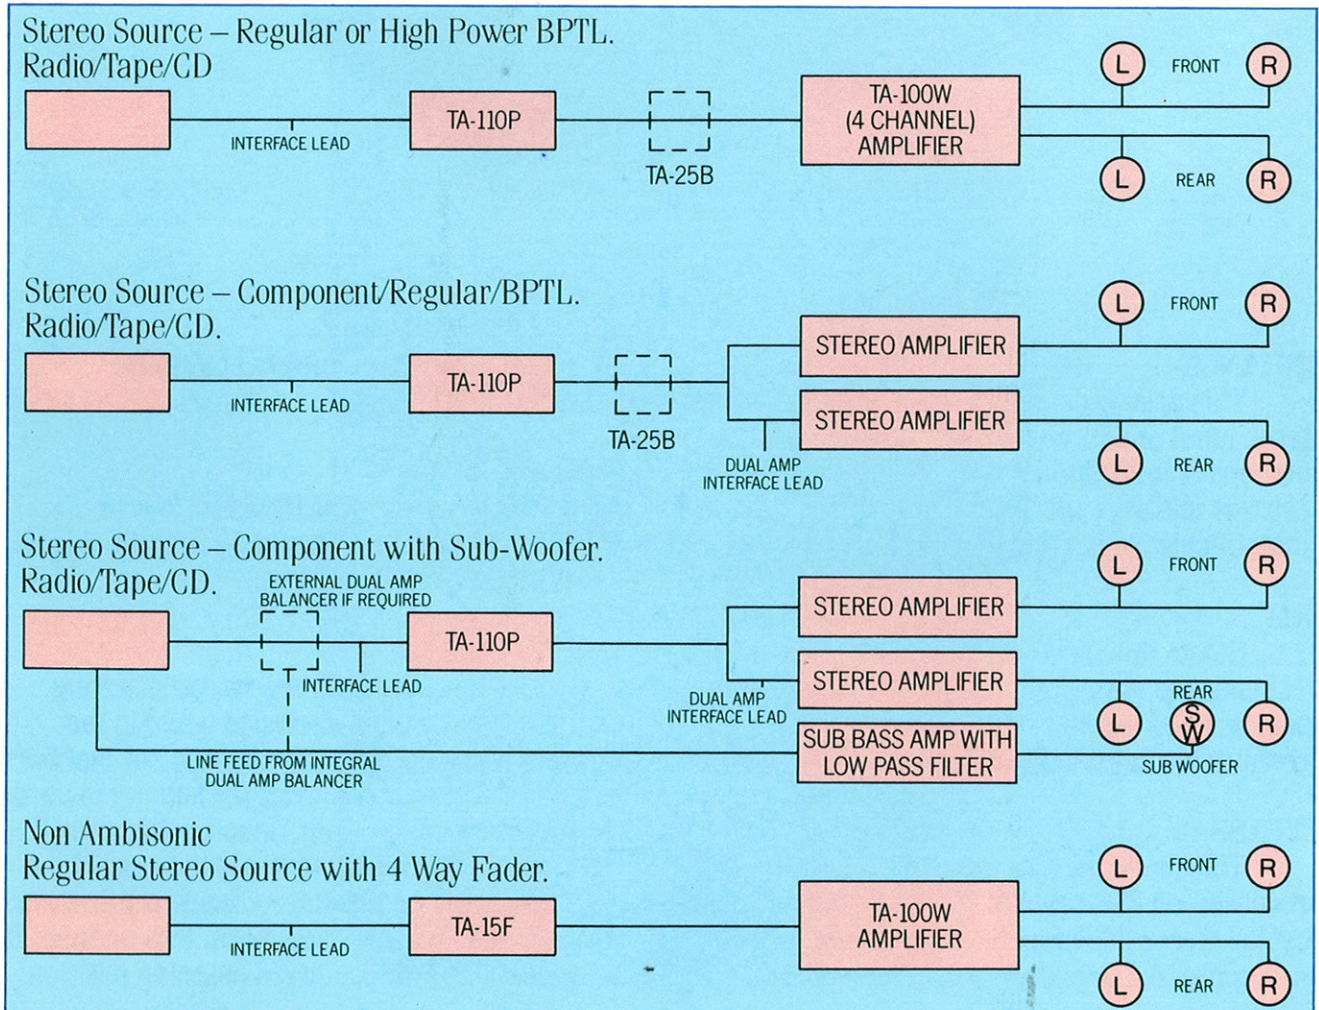 Stereo Source – Regular or High Power BPTL.
Radio/Tape/CD
INTERFACE LEAD
TA-110P
TA-25B
TA-100W
(4 CHANNEL)
AMPLIFIER
L FRONT R
L REAR R
Stereo Source – Component/Regular/BPTL.
Radio/Tape/CD.
INTERFACE LEAD
TA-110P
TA-25B
DUAL AMP
INTERFACE LEAD
STEREO AMPLIFIER
STEREO AMPLIFIER
L FRONT R
L REAR R
Stereo Source – Component with Sub-Woofer.
Radio/Tape/CD.
EXTERNAL DUAL AMP
BALANCER IF REQUIRED
INTERFACE LEAD
TA-110P
LINE FEED FROM INTEGRAL
DUAL AMP BALANCER
DUAL AMP
INTERFACE LEAD
STEREO AMPLIFIER
STEREO AMPLIFIER
SUB BASS AMP WITH
LOW PASS FILTER
L FRONT R
REAR
L SW R
SUB WOOFER
Non Ambisonic
Regular Stereo Source with 4 Way Fader.
INTERFACE LEAD
TA-15F
TA-100W
AMPLIFIER
L FRONT R
L REAR R